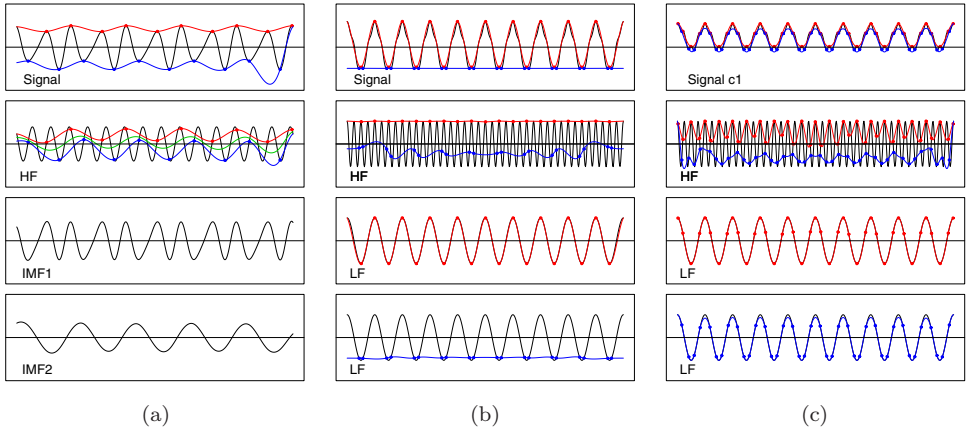 Signal
HF
IMF1
IMF2
(a)
Signal
HF
LF
LF
(b)
Signal c1
HF
LF
LF
(c)